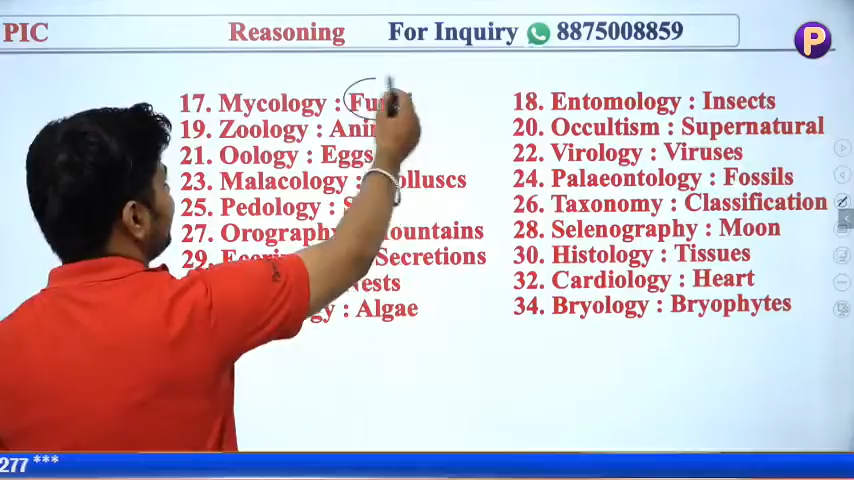 PIC Reasoning For Inquiry 8875008859 P
17. Mycology : 18. Entomology : Insects
19. Zoology : 20. Occultism : Supernatural
21. Oology : Eggs 22. Virology : Viruses
23. Malacology : 24. Palaeontology : Fossils
25. Pedology : 26. Taxonomy : Classification
27. Orography 28. Selenography : Moon
29. Secretions 30. Histology : Tissues
32. Cardiology : Heart
: Algae 34. Bryology : Bryophytes
277 ***